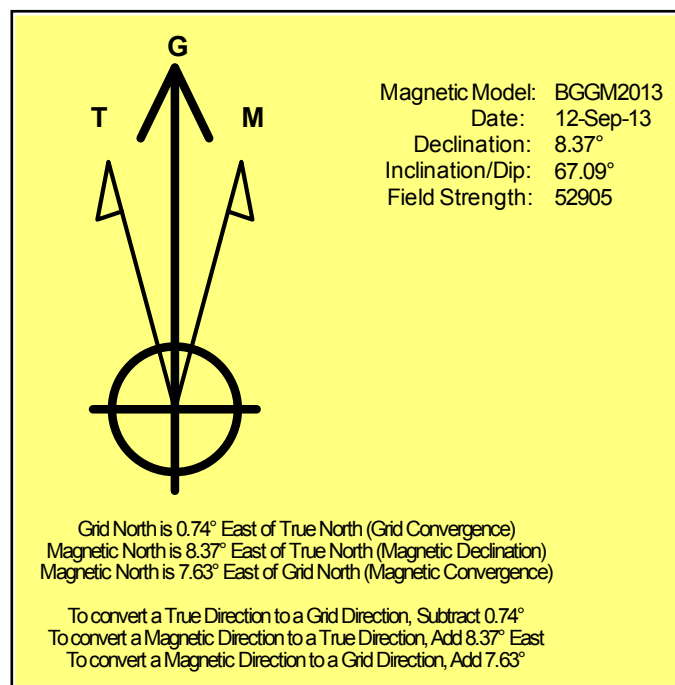 G
T M
Magnetic Model: BGGM2013
Date: 12-Sep-13
Declination: 8.37°
Inclination/Dip: 67.09°
Field Strength: 52905
Grid North is 0.74° East of True North (Grid Convergence)
Magnetic North is 8.37° East of True North (Magnetic Declination)
Magnetic North is 7.63° East of Grid North (Magnetic Convergence)
To convert a True Direction to a Grid Direction, Subtract 0.74°
To convert a Magnetic Direction to a True Direction, Add 8.37° East
To convert a Magnetic Direction to a Grid Direction, Add 7.63°